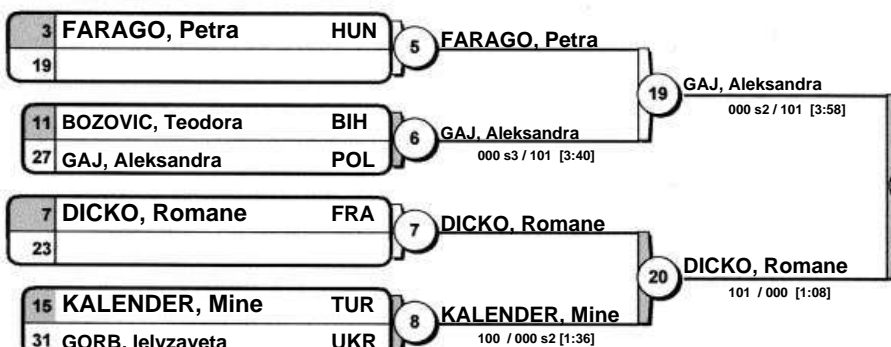 3 FARAGO, Petra HUN
19
5 FARAGO, Petra
11 BOZOVIC, Teodora BIH
27 GAJ, Aleksandra POL
6 GAJ, Aleksandra
000 s3 / 101 [3:40]
19 GAJ, Aleksandra
000 s2 / 101 [3:58]
7 DICKO, Romane FRA
23
7 DICKO, Romane
15 KALENDER, Mine TUR
31 GORB, Ielyzaveta UKR
8 KALENDER, Mine
100 / 000 s2 [1:36]
20 DICKO, Romane
101 / 000 [1:08]